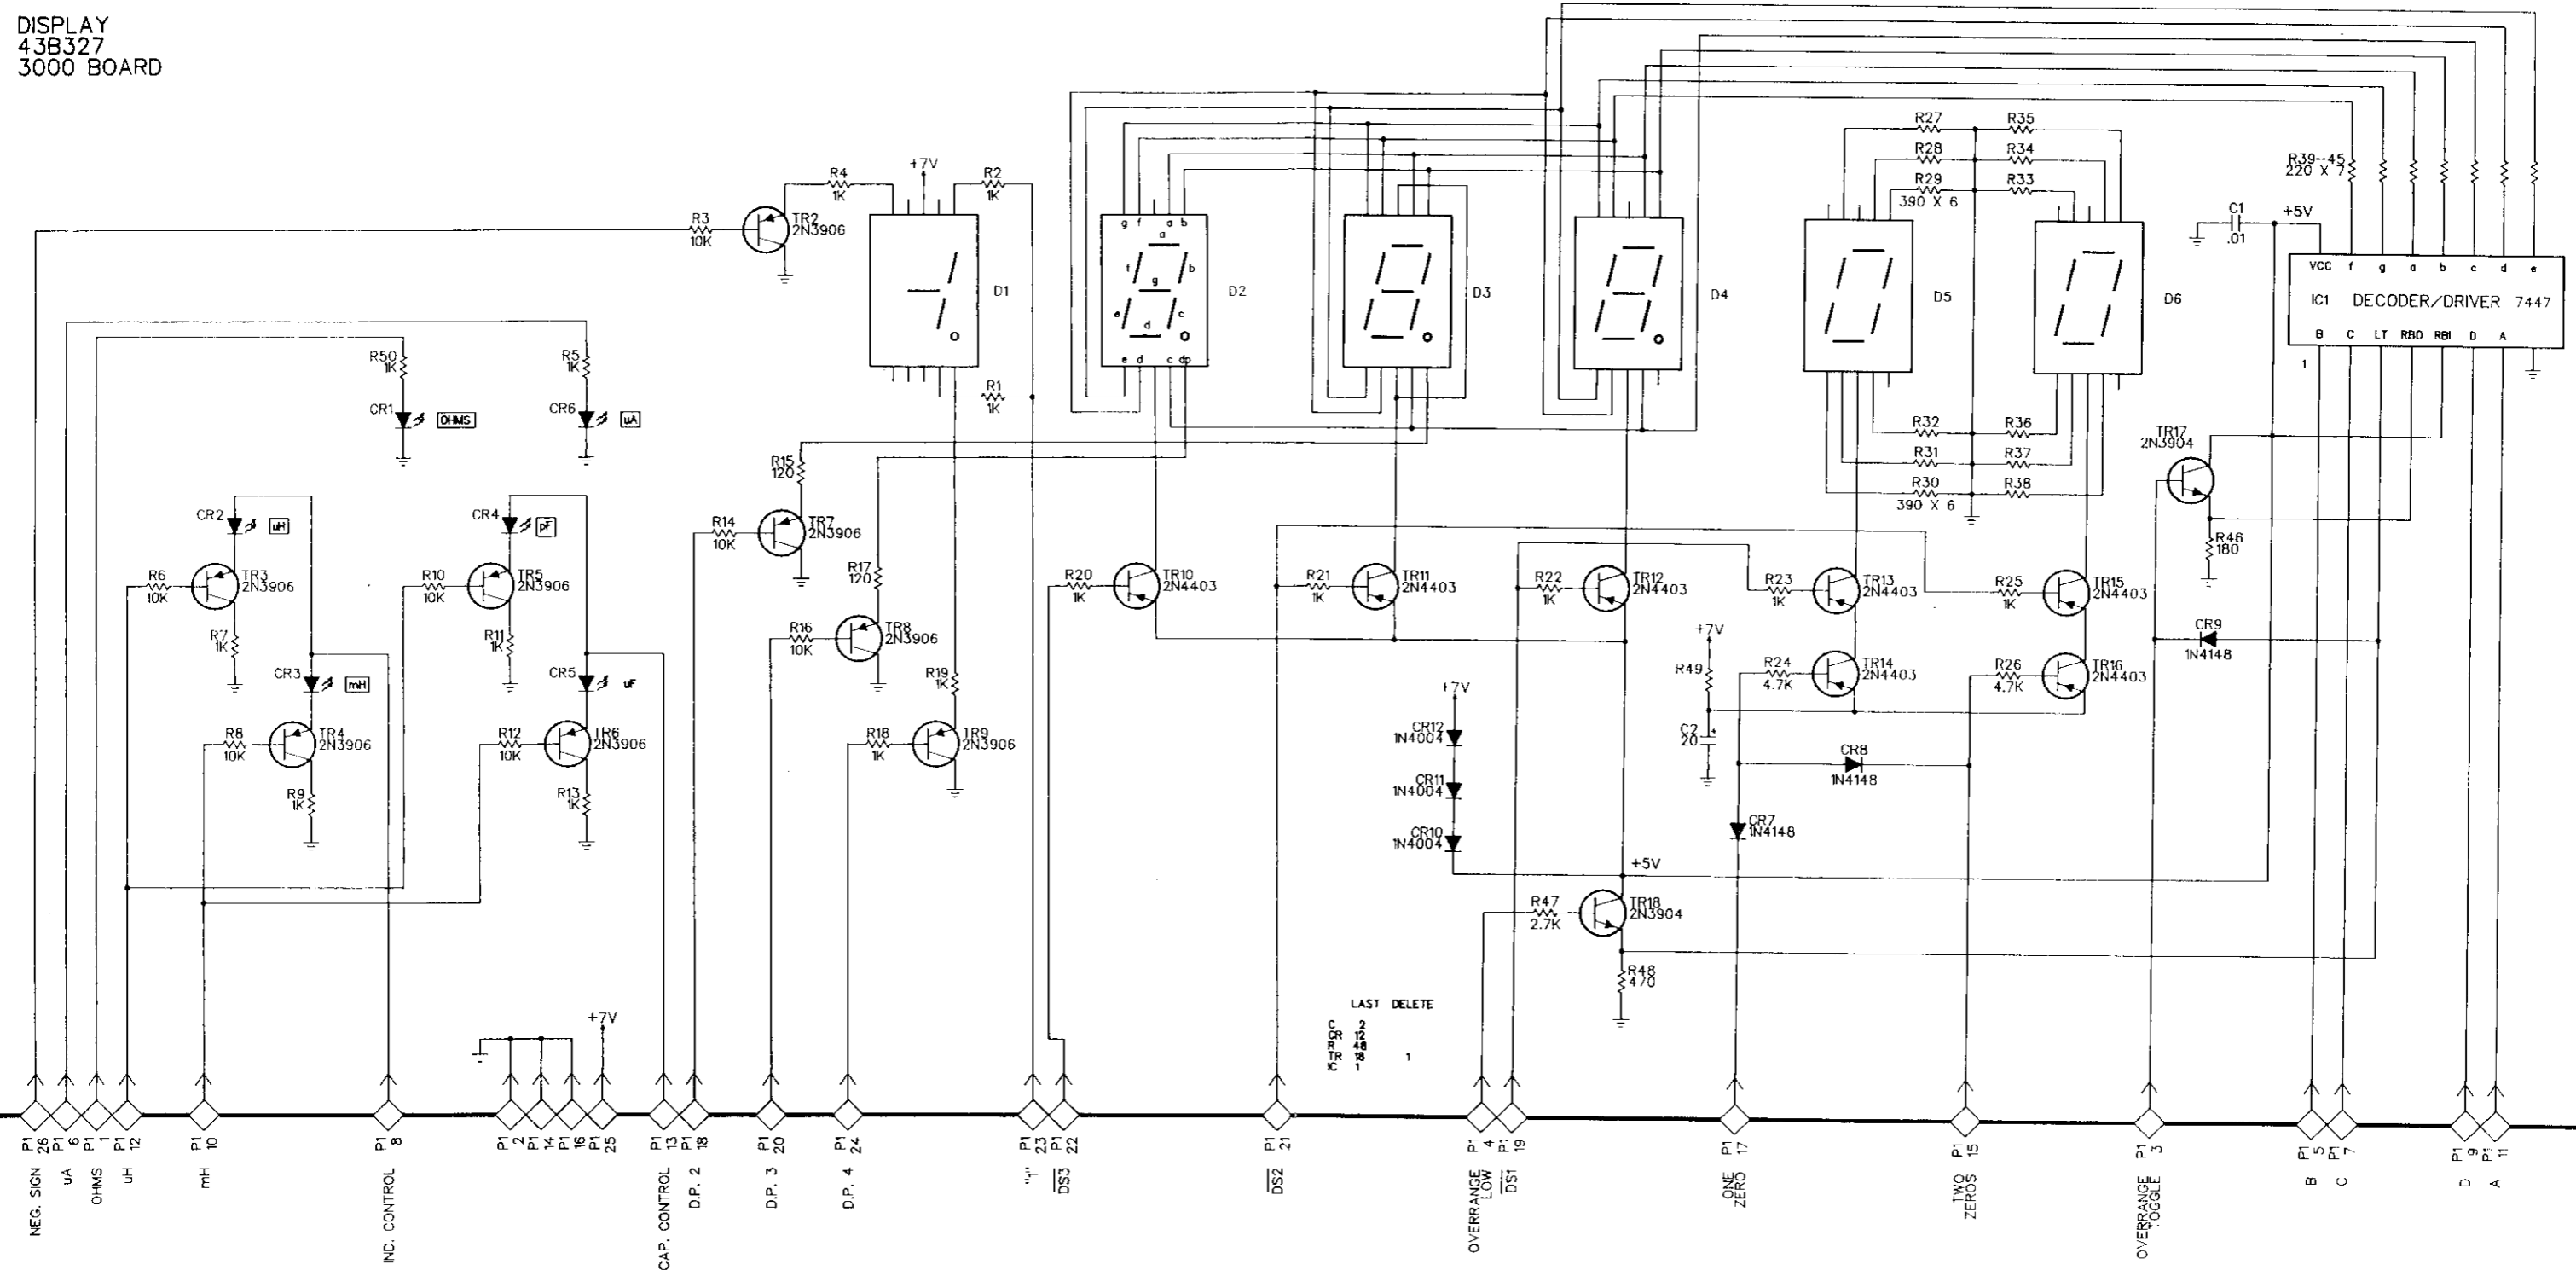 DISPLAY
43B327
3000 BOARD
R3
10K
TR2
2N3906
R4
1K
+7V
R2
1K
D1
R1
1K
g f a b
a
f b
g
e c
d
e d c dp
D2
D3
D4
D5
D6
R27
R28
R29
390 X 6
R35
R34
R33
R32
R31
R30
390 X 6
R36
R37
R38
R39--45
220 X 7
C1
.01
+5V
VCC f g a b c d e
IC1 DECODER/DRIVER 7447
B C LT RBO RBI D A
1
R50
1K
CR1
OHMS
R5
1K
CR6
uA
CR2
uH
R6
10K
TR3
2N3906
R7
1K
CR3
mH
R8
10K
TR4
2N3906
R9
1K
CR4
pF
R10
10K
TR5
2N3906
R11
1K
CR5
uF
R12
10K
TR6
2N3906
R13
1K
R15
120
R14
10K
TR7
2N3906
R17
120
R16
10K
TR8
2N3906
R19
1K
R18
1K
TR9
2N3906
R20
1K
TR10
2N4403
R21
1K
TR11
2N4403
R22
1K
TR12
2N4403
R23
1K
TR13
2N4403
R25
1K
TR15
2N4403
R24
4.7K
TR14
2N4403
R26
4.7K
TR16
2N4403
+7V
R49
C2
20
+
CR8
1N4148
CR7
1N4148
+7V
CR12
1N4004
CR11
1N4004
CR10
1N4004
+5V
R47
2.7K
TR18
2N3904
R48
470
TR17
2N3904
R46
180
CR9
1N4148
LAST DELETE
C 2
CR 12
R 48
TR 18 1
IC 1
+7V
P1 26
NEG. SIGN
P1 6
uA
P1 1
OHMS
P1 12
uH
P1 10
mH
P1 8
IND. CONTROL
P1 2
P1 14
P1 16
P1 25
P1 13
CAP. CONTROL
P1 18
D.P. 2
P1 20
D.P. 3
P1 24
D.P. 4
P1 23
"1"
P1 22
DS3
P1 21
DS2
P1 4
OVERRANGE
LOW
P1 19
DS1
P1 17
ONE
ZERO
P1 15
TWO
ZEROS
P1 3
OVERRANGE
TOGGLE
P1 5
B
P1 7
C
P1 9
D
P1 11
A